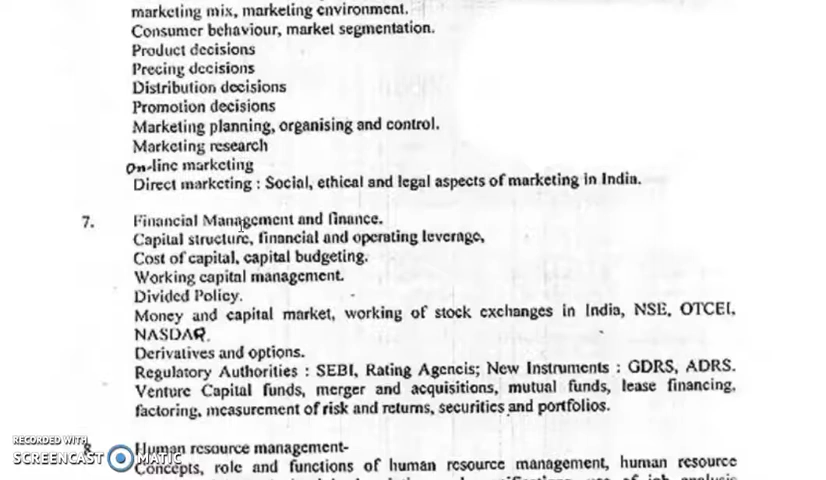 marketing mix, marketing environment.
Consumer behaviour, market segmentation.
Product decisions
Precing decisions
Distribution decisions
Promotion decisions
Marketing planning, organising and control.
Marketing research
On-line marketing
Direct marketing : Social, ethical and legal aspects of marketing in India.
7. Financial Management and finance.
Capital structure, financial and operating leverage,
Cost of capital, capital budgeting.
Working capital management.
Divided Policy.
Money and capital market, working of stock exchanges in India, NSE, OTCEI,
NASDAR.
Derivatives and options.
Regulatory Authorities : SEBI, Rating Agencis; New Instruments : GDRS, ADRS.
Venture Capital funds, merger and acquisitions, mutual funds, lease financing,
factoring, measurement of risk and returns, securities and portfolios.
8. Human resource management-
Concepts, role and functions of human resource management, human resource
RECORDED WITH
SCREENCAST MATIC